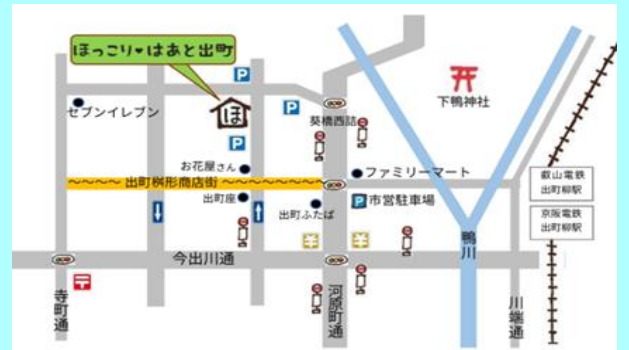 ほっこり♥はあと出町
P
下鴨神社
セブンイレブン
ほ
P
葵橋西詰
P
お花屋さん
ファミリーマート
叡山電鉄
出町柳駅
出町桝形商店街
出町座
出町ふたば
P市営駐車場
京阪電鉄
出町柳駅
今出川通
鴨川
寺町通
河原町通
川端通